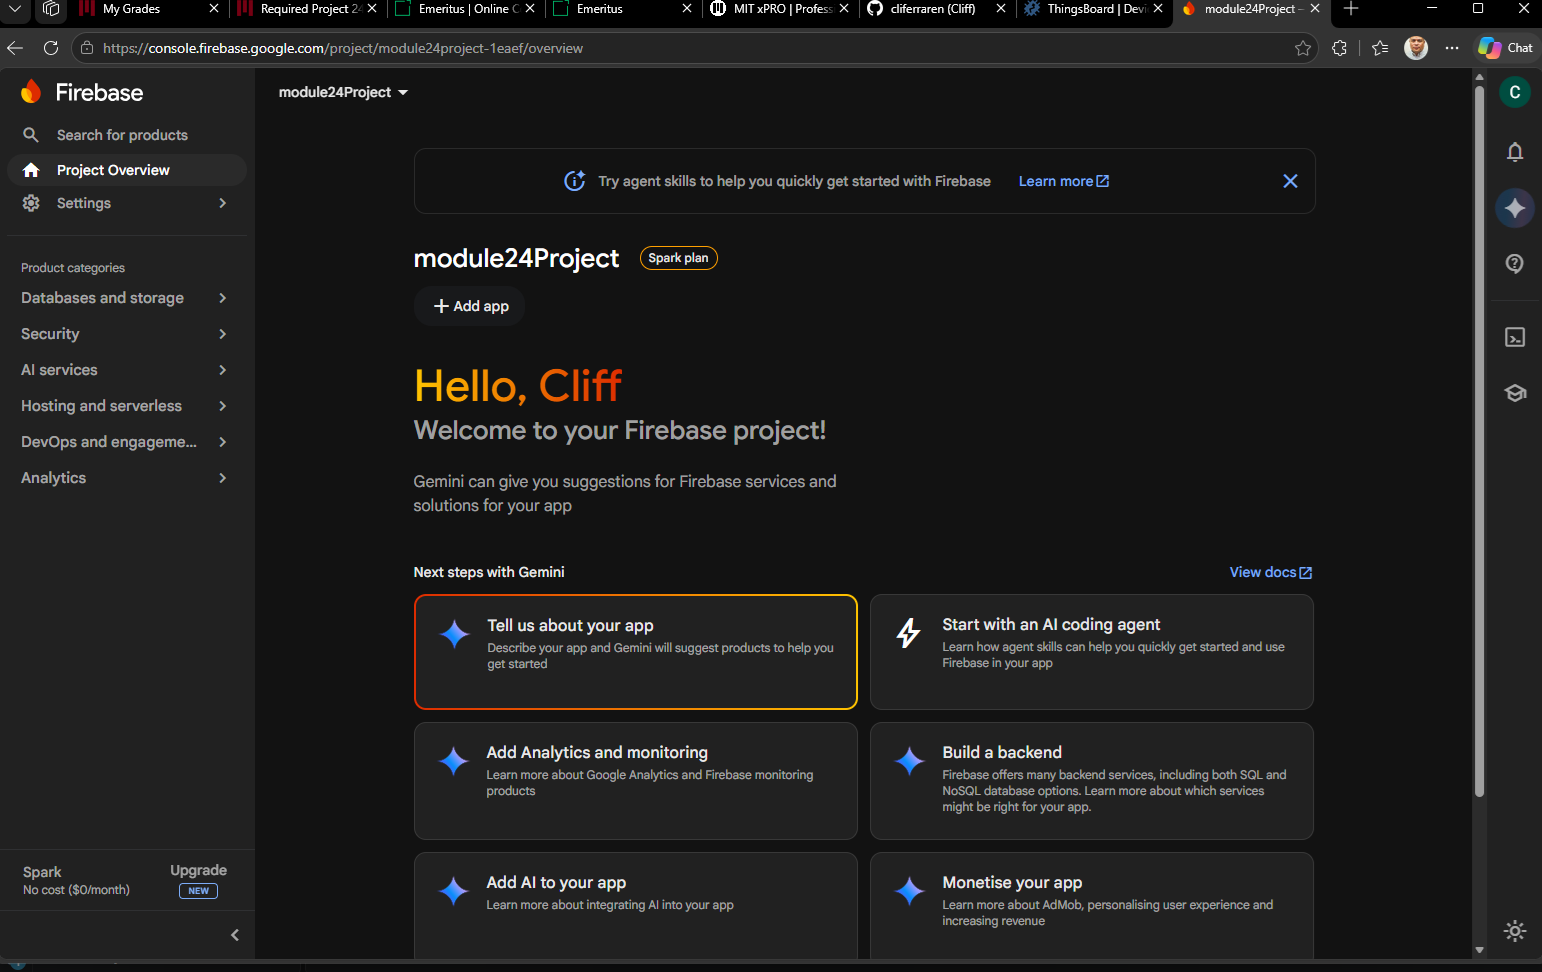 My Grades
Required Project 24
Emeritus | Online C
Emeritus
MIT xPRO | Profess
cliferraren (Cliff)
ThingsBoard | Devi
module24Project –
https://console.firebase.google.com/project/module24project-1eaef/overview
Chat
Firebase
Search for products
Project Overview
Settings
Product categories
Databases and storage
Security
AI services
Hosting and serverless
DevOps and engageme...
Analytics
Spark
No cost ($0/month)
Upgrade
NEW
module24Project
Try agent skills to help you quickly get started with Firebase
Learn more
module24Project
Spark plan
Add app
Hello, Cliff
Welcome to your Firebase project!
Gemini can give you suggestions for Firebase services and
solutions for your app
Next steps with Gemini
View docs
Tell us about your app
Describe your app and Gemini will suggest products to help you
get started
Start with an AI coding agent
Learn how agent skills can help you quickly get started and use
Firebase in your app
Add Analytics and monitoring
Learn more about Google Analytics and Firebase monitoring
products
Build a backend
Firebase offers many backend services, including both SQL and
NoSQL database options. Learn more about which services
might be right for your app.
Add AI to your app
Learn more about integrating AI into your app
Monetise your app
Learn more about AdMob, personalising user experience and
increasing revenue
C